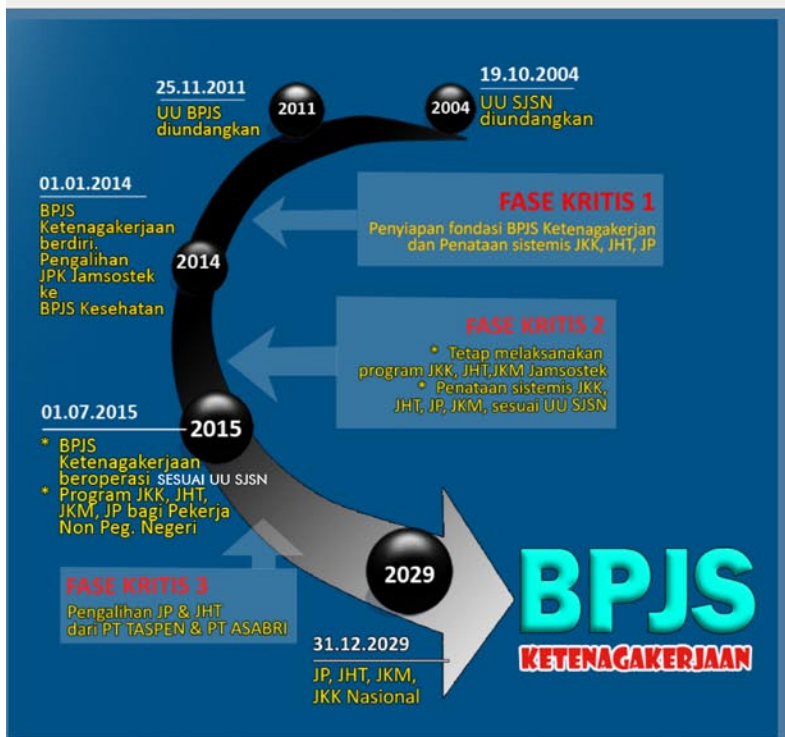 19.10.2004
UU SJSN
diundangkan
2004
25.11.2011
UU BPJS
diundangkan
2011
FASE KRITIS 1
Penyiapan fondasi BPJS Ketenagakerjan
dan Penataan sistemis JKK, JHT, JP
01.01.2014
BPJS
Ketenagakerjaan
berdiri.
Pengalihan
JPK Jamsostek
ke
BPJS Kesehatan
2014
FASE KRITIS 2
* Tetap melaksanakan
program JKK, JHT,JKM Jamsostek
* Penataan sistemis JKK,
JHT, JP, JKM, sesuai UU SJSN
01.07.2015
* BPJS
Ketenagakerjaan
beroperasi SESUAI UU SJSN
* Program JKK, JHT,
JKM, JP bagi Pekerja
Non Peg. Negeri
2015
FASE KRITIS 3
Pengalihan JP & JHT
dari PT TASPEN & PT ASABRI
2029
31.12.2029
JP, JHT, JKM,
JKK Nasional
BPJS
KETENAGAKERJAAN